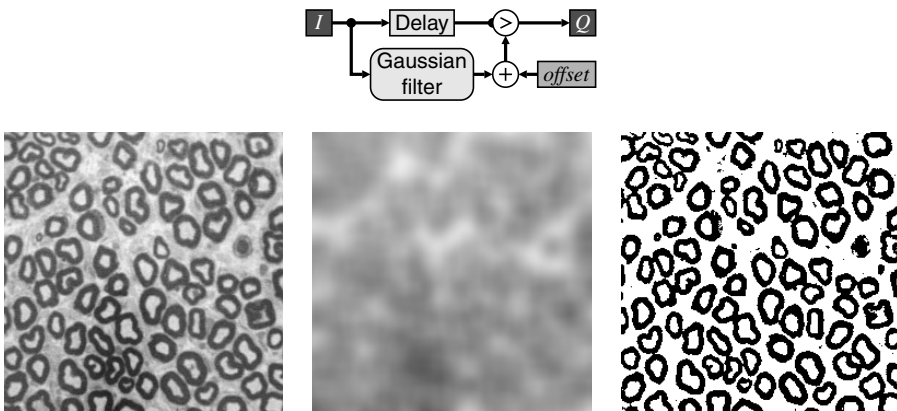 I Delay > Q
Gaussian
filter + offset